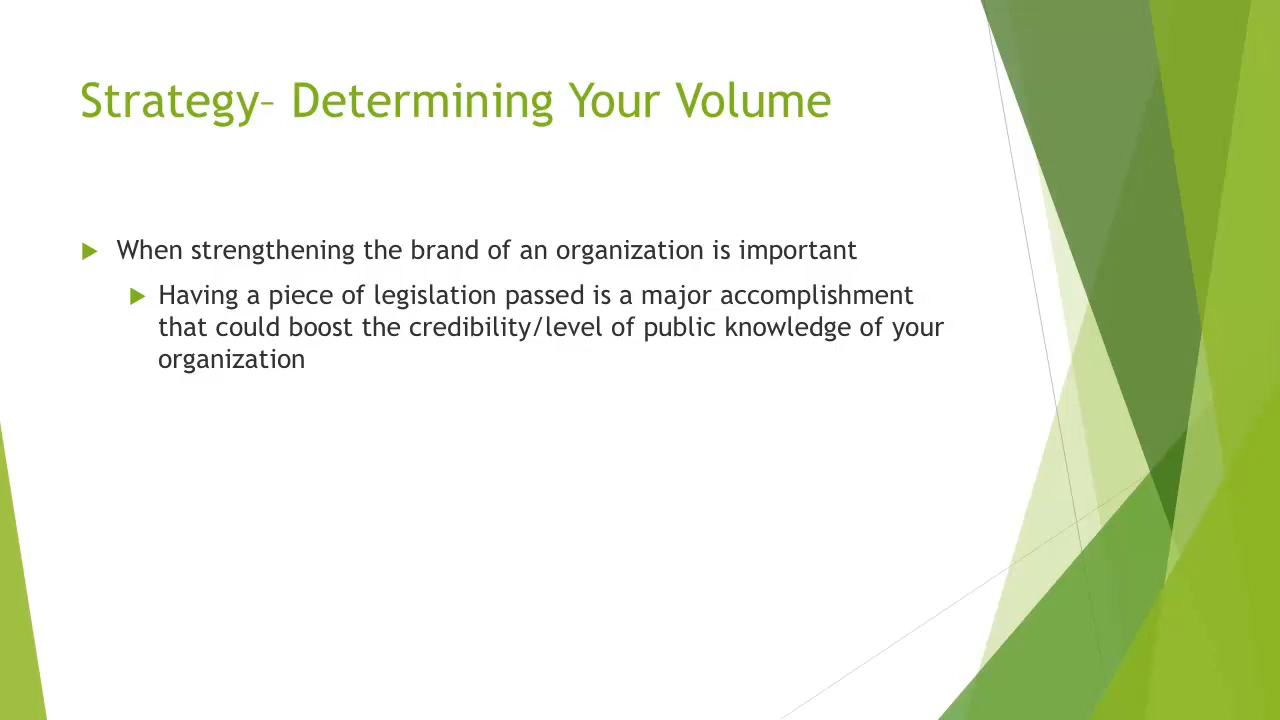 Strategy– Determining Your Volume
When strengthening the brand of an organization is important
Having a piece of legislation passed is a major accomplishment
that could boost the credibility/level of public knowledge of your
organization